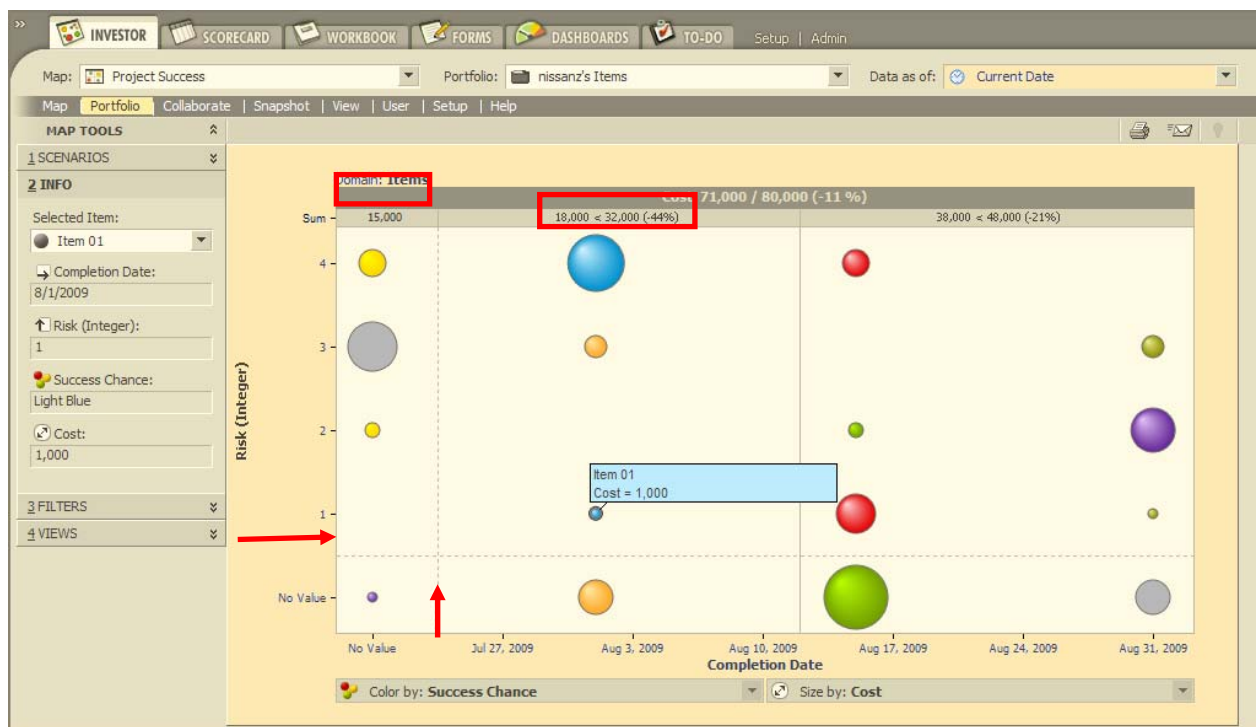 »
INVESTOR SCORECARD WORKBOOK FORMS DASHBOARDS TO-DO Setup | Admin
Map: Project Success Portfolio: nissanz's Items Data as of: Current Date
Map Portfolio Collaborate | Snapshot | View | User | Setup | Help
MAP TOOLS
1 SCENARIOS
2 INFO
Selected Item:
Item 01
Completion Date:
8/1/2009
Risk (Integer):
1
Success Chance:
Light Blue
Cost:
1,000
3 FILTERS
4 VIEWS
Domain: Items
Cost 71,000 / 80,000 (-11 %)
Sum 15,000 18,000 < 32,000 (-44%) 38,000 < 48,000 (-21%)
Risk (Integer)
4
3
2
1
No Value
Item 01
Cost = 1,000
No Value Jul 27, 2009 Aug 3, 2009 Aug 10, 2009 Aug 17, 2009 Aug 24, 2009 Aug 31, 2009
Completion Date
Color by: Success Chance Size by: Cost